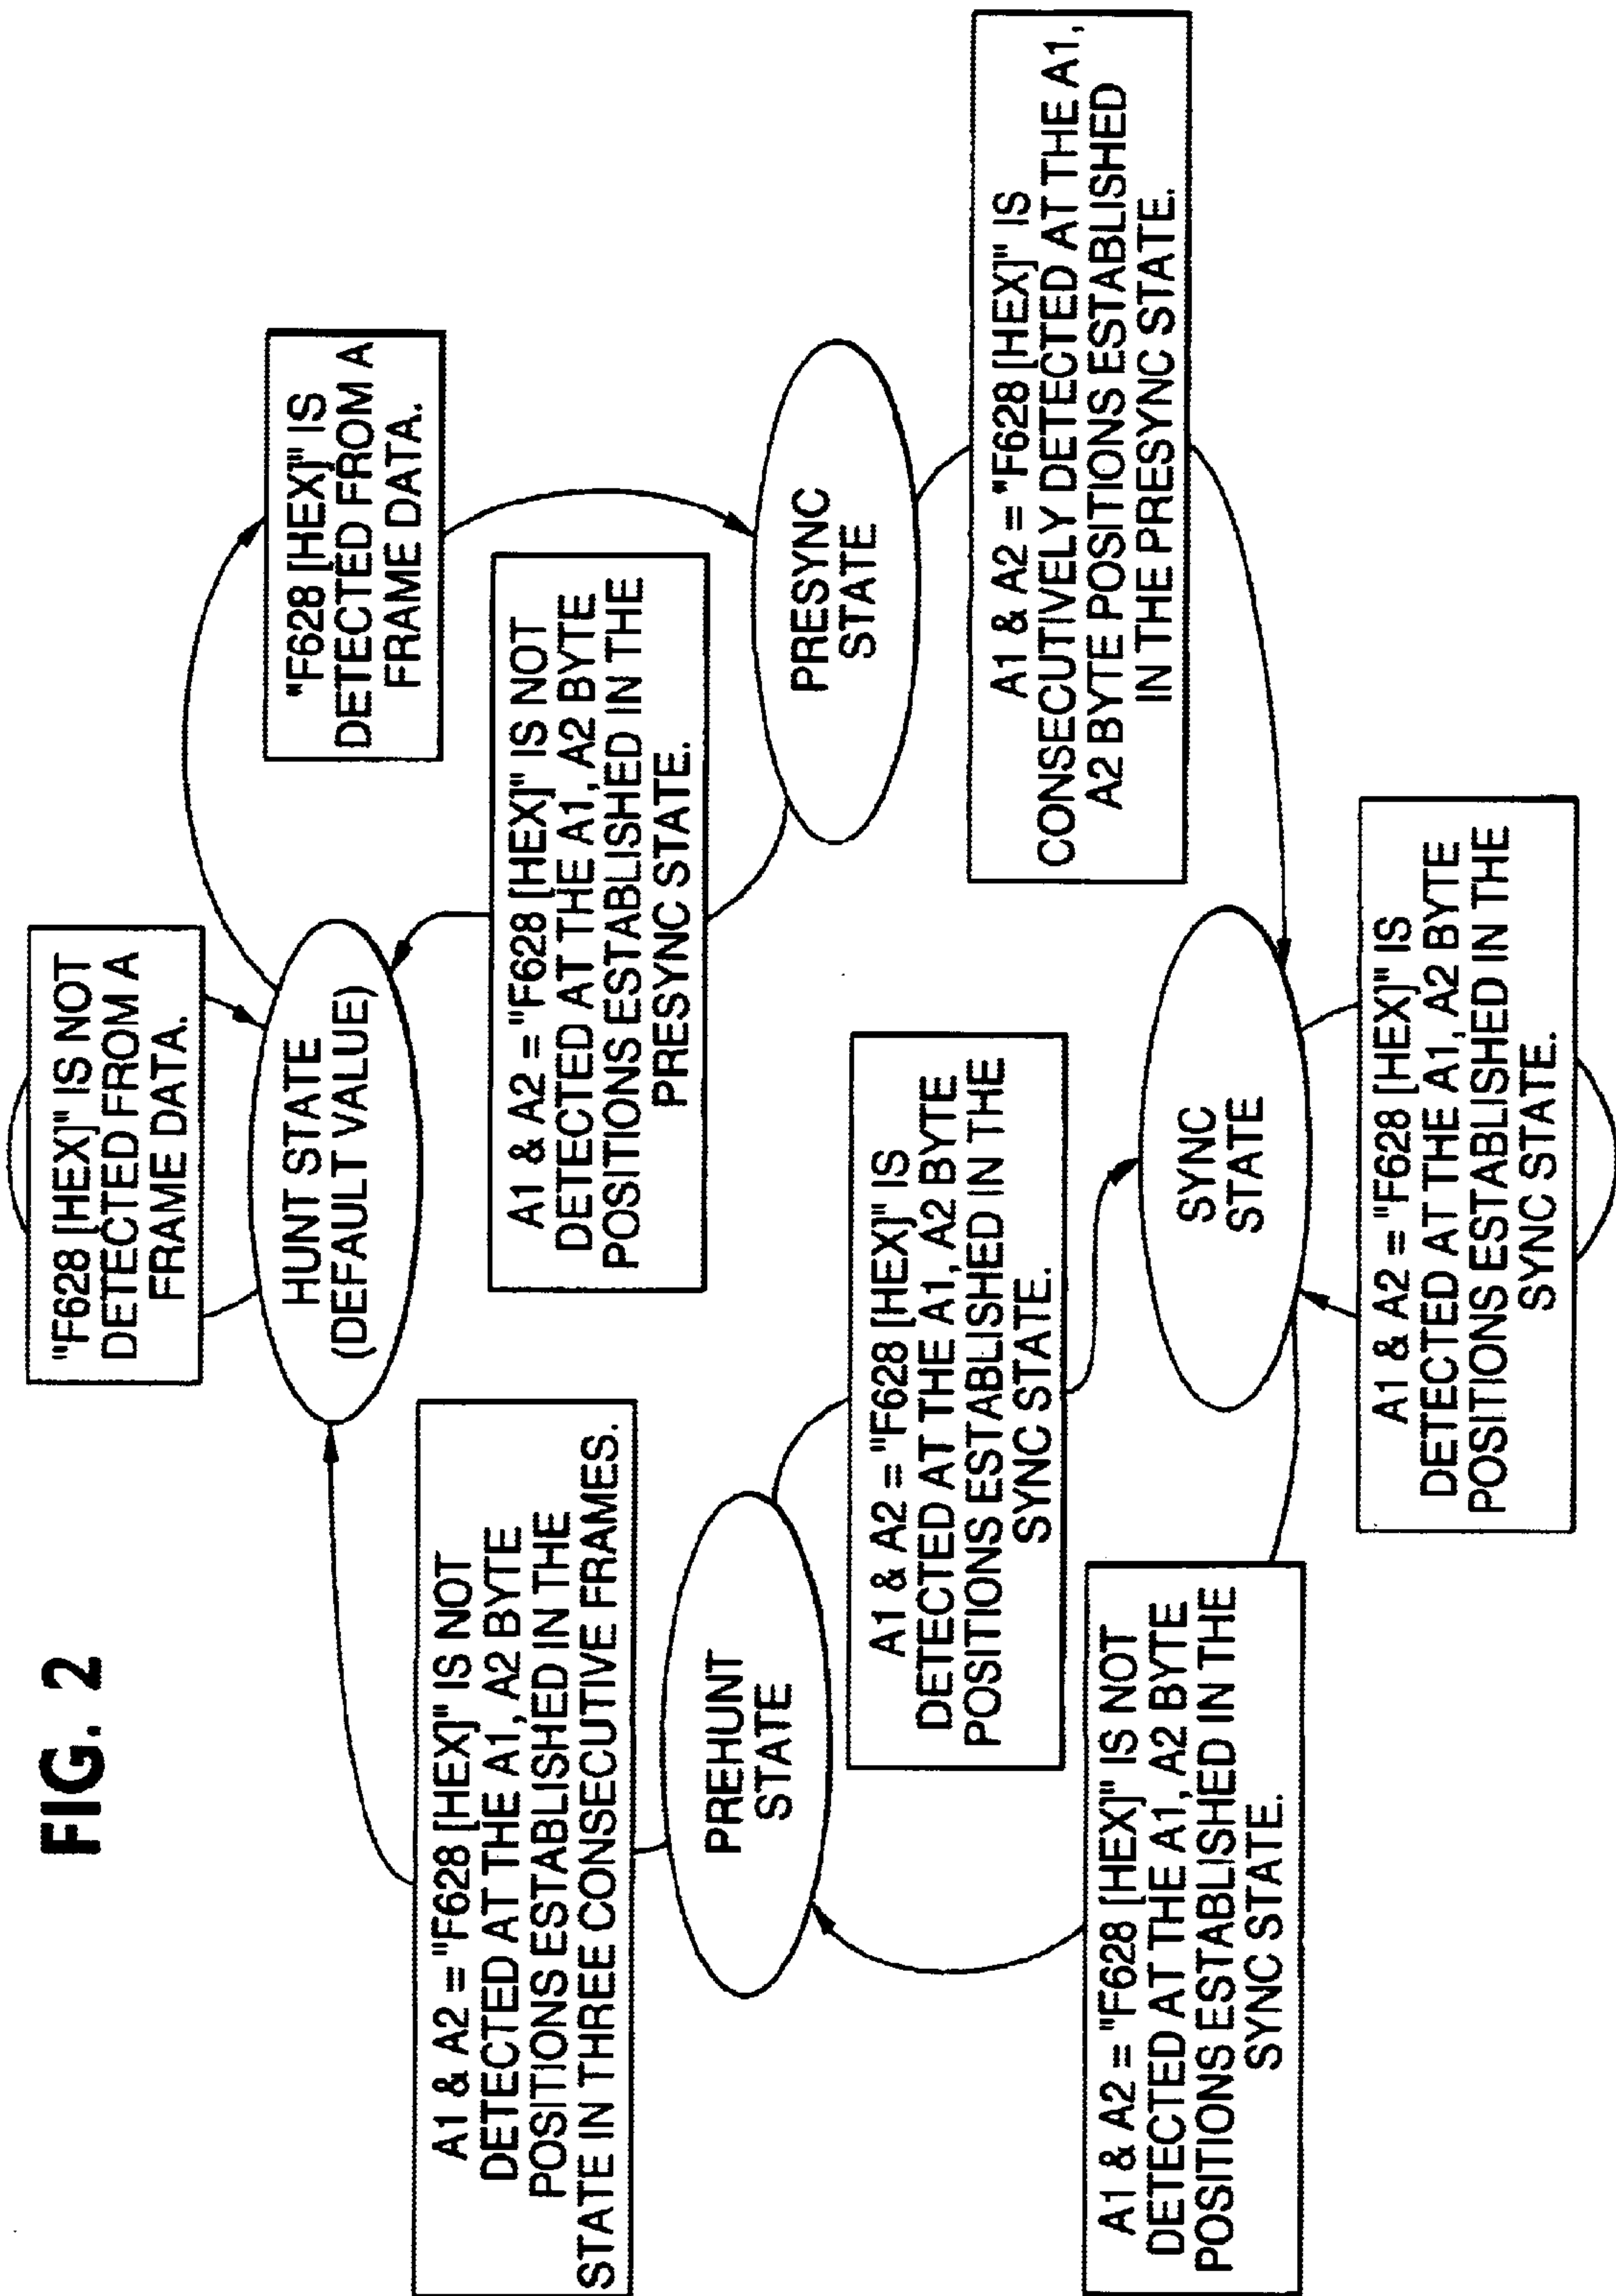 FIG. 2
"F628 [HEX]" IS NOT
DETECTED FROM A
FRAME DATA.
HUNT STATE
(DEFAULT VALUE)
"F628 [HEX]" IS
DETECTED FROM A
FRAME DATA.
A1 & A2 = "F628 [HEX]" IS NOT
DETECTED AT THE A1, A2 BYTE
POSITIONS ESTABLISHED IN THE
STATE IN THREE CONSECUTIVE FRAMES.
A1 & A2 = "F628 [HEX]" IS NOT
DETECTED AT THE A1, A2 BYTE
POSITIONS ESTABLISHED IN THE
PRESYNC STATE.
PREHUNT
STATE
PRESYNC
STATE
A1 & A2 = "F628 [HEX]" IS
DETECTED AT THE A1, A2 BYTE
POSITIONS ESTABLISHED IN THE
SYNC STATE.
A1 & A2 = "F628 [HEX]" IS
CONSECUTIVELY DETECTED AT THE A1,
A2 BYTE POSITIONS ESTABLISHED
IN THE PRESYNC STATE.
A1 & A2 = "F628 [HEX]" IS NOT
DETECTED AT THE A1, A2 BYTE
POSITIONS ESTABLISHED IN THE
SYNC STATE.
SYNC
STATE
A1 & A2 = "F628 [HEX]" IS
DETECTED AT THE A1, A2 BYTE
POSITIONS ESTABLISHED IN THE
SYNC STATE.